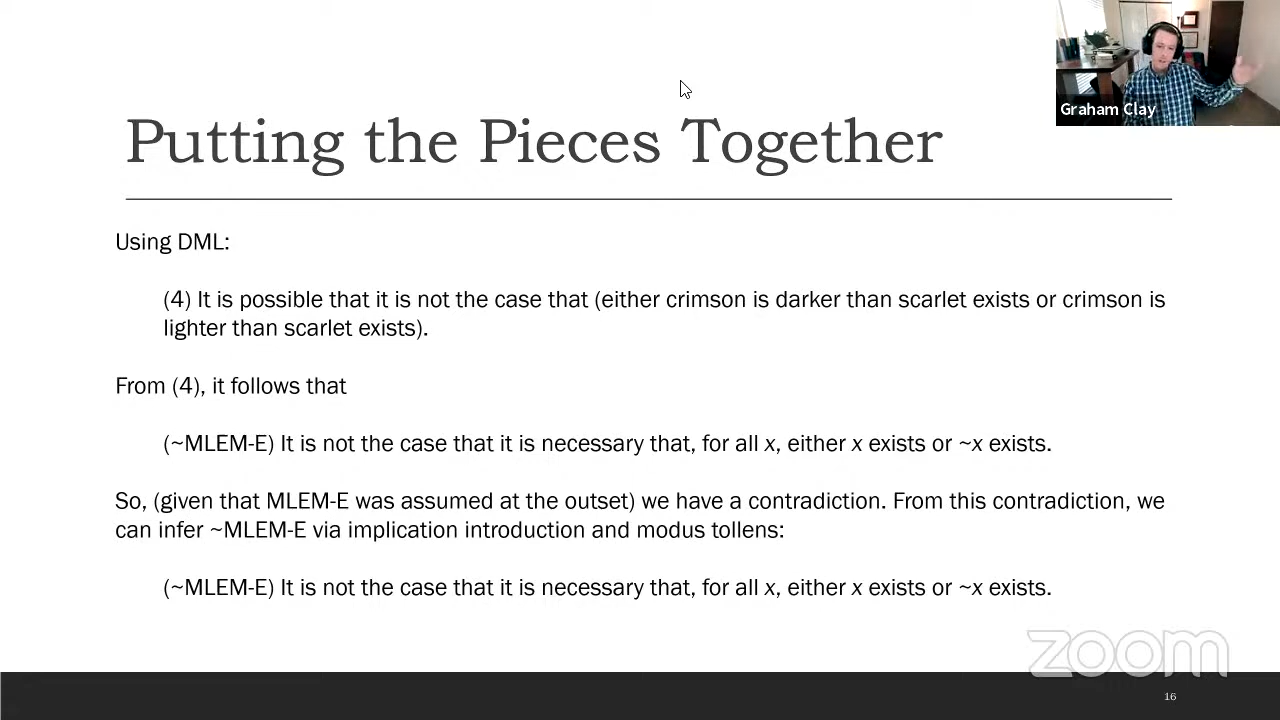 Graham Clay
Putting the Pieces Together
Using DML:
(4) It is possible that it is not the case that (either crimson is darker than scarlet exists or crimson is
lighter than scarlet exists).
From (4), it follows that
(~MLEM-E) It is not the case that it is necessary that, for all x, either x exists or ~x exists.
So, (given that MLEM-E was assumed at the outset) we have a contradiction. From this contradiction, we
can infer ~MLEM-E via implication introduction and modus tollens:
(~MLEM-E) It is not the case that it is necessary that, for all x, either x exists or ~x exists.
zoom
16